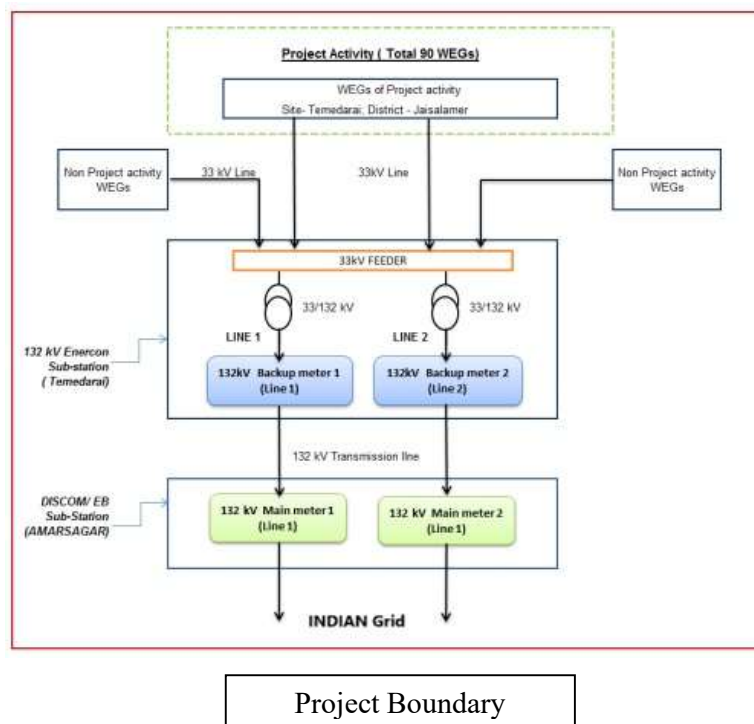 Project Activity ( Total 90 WEGs)
WEGs of Project activity
Site- Temedarai; District - Jaisalamer
Non Project activity
WEGs
33 kV Line
33kV Line
Non Project activity
WEGs
33kV FEEDER
33/132 kV
33/132 kV
LINE 1
LINE 2
132 kV Enercon
Sub-station
( Temedarai)
132kV Backup meter 1
(Line 1)
132kV Backup meter 2
(Line 2)
132 kV Transmission line
DISCOM/ EB
Sub-Station
(AMARSAGAR)
132 kV Main meter 1
(Line 1)
132 kV Main meter 2
(Line 1)
INDIAN Grid
Project Boundary